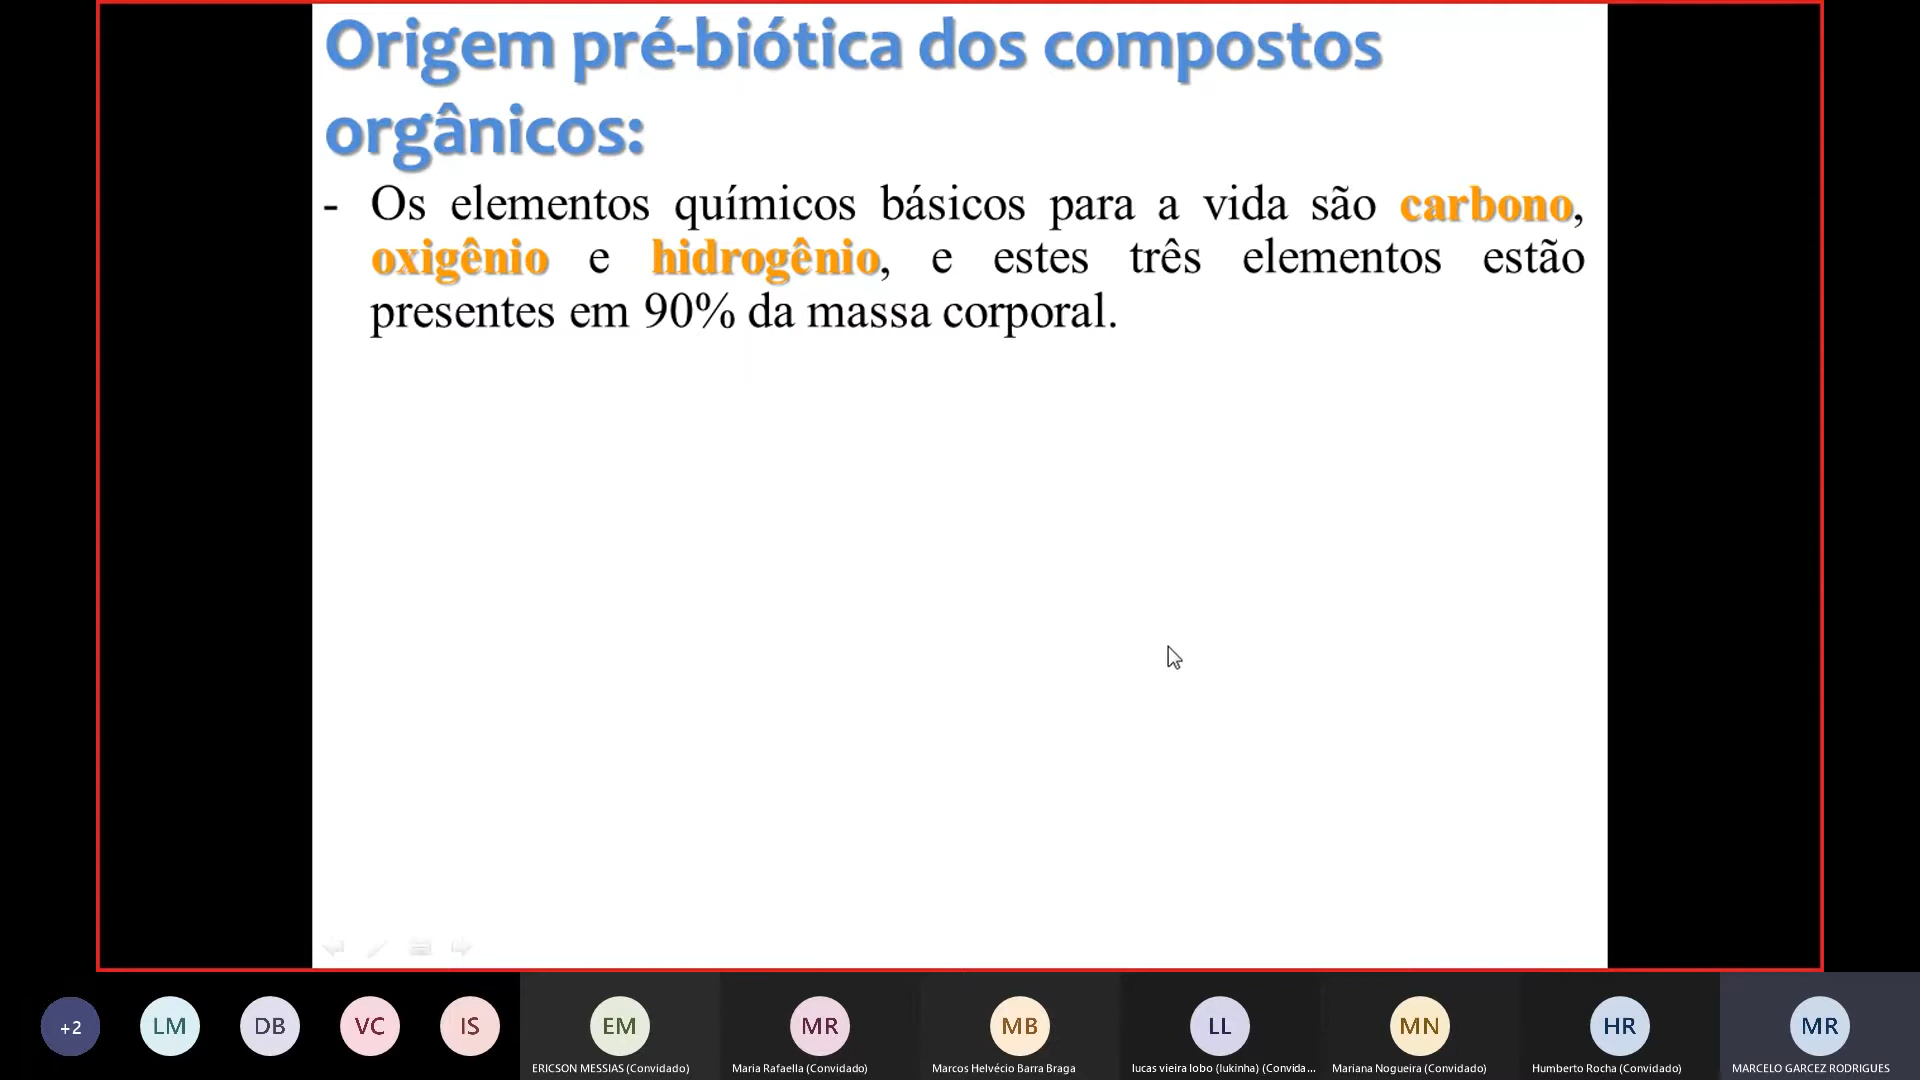 Origem pré-biótica dos compostos
orgânicos:
- Os elementos químicos básicos para a vida são carbono,
oxigênio e hidrogênio, e estes três elementos estão
presentes em 90% da massa corporal.
+2
LM
DB
VC
IS
EM
MR
MB
LL
MN
HR
MR
ERICSON MESSIAS (Convidado)
Maria Rafaella (Convidado)
Marcos Helvécio Barra Braga
lucas vieira lobo (lukinha) (Convida...
Mariana Nogueira (Convidado)
Humberto Rocha (Convidado)
MARCELO GARCEZ RODRIGUES